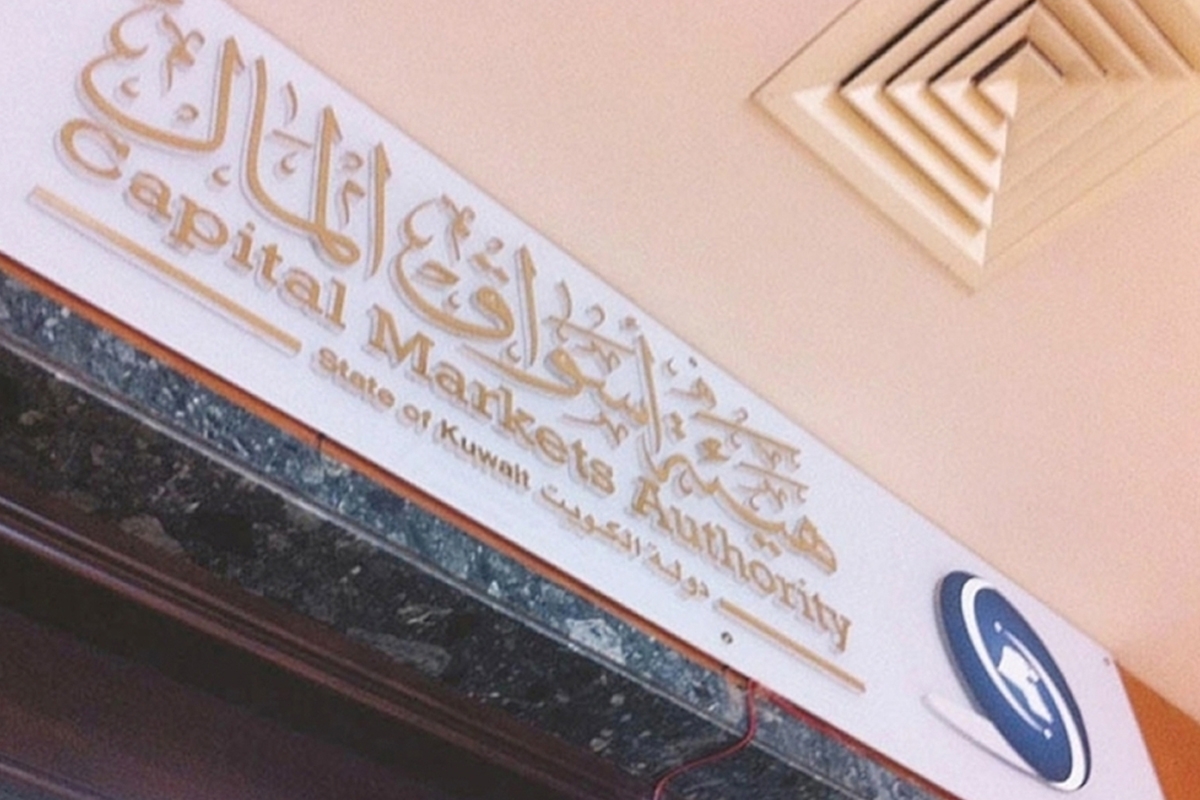 هيئة أسواق المال
Capital Markets Authority
State of Kuwait دولة الكويت